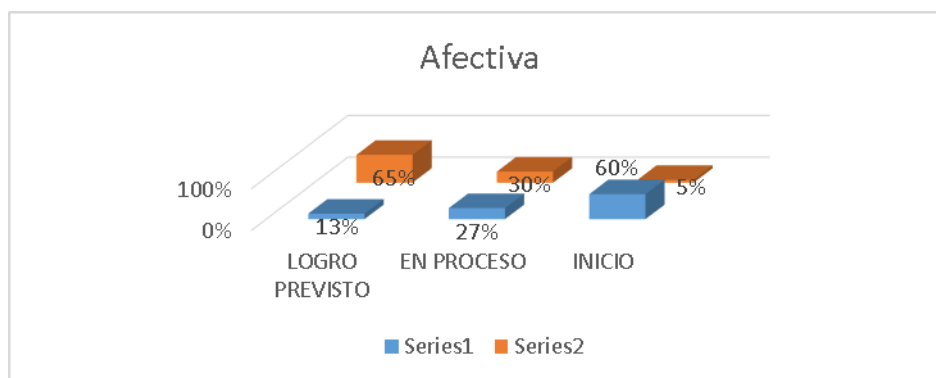 Afectiva
60%
65%
30%
5%
100%
0%
13%
27%
LOGRO PREVISTO
EN PROCESO
INICIO
Series1
Series2